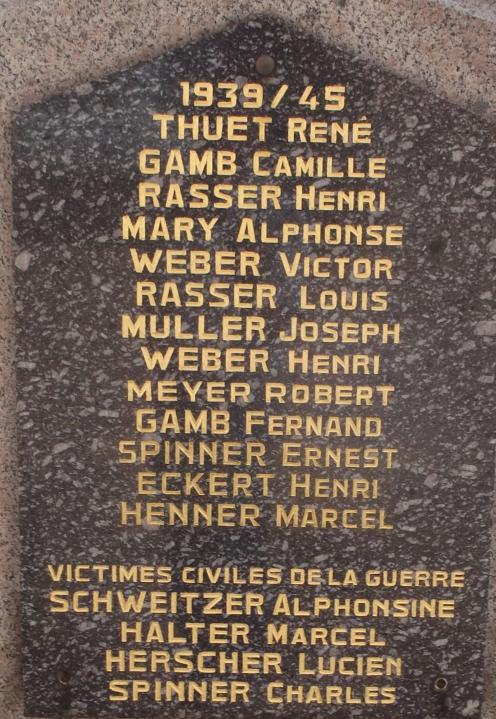 1939/45
THUET RENÉ
GAMB CAMILLE
RASSER HENRI
MARY ALPHONSE
WEBER VICTOR
RASSER LOUIS
MULLER JOSEPH
WEBER HENRI
MEYER ROBERT
GAMB FERNAND
SPINNER ERNEST
ECKERT HENRI
HENNER MARCEL
VICTIMES CIVILES DE LA GUERRE
SCHWEITZER ALPHONSINE
HALTER MARCEL
HERSCHER LUCIEN
SPINNER CHARLES